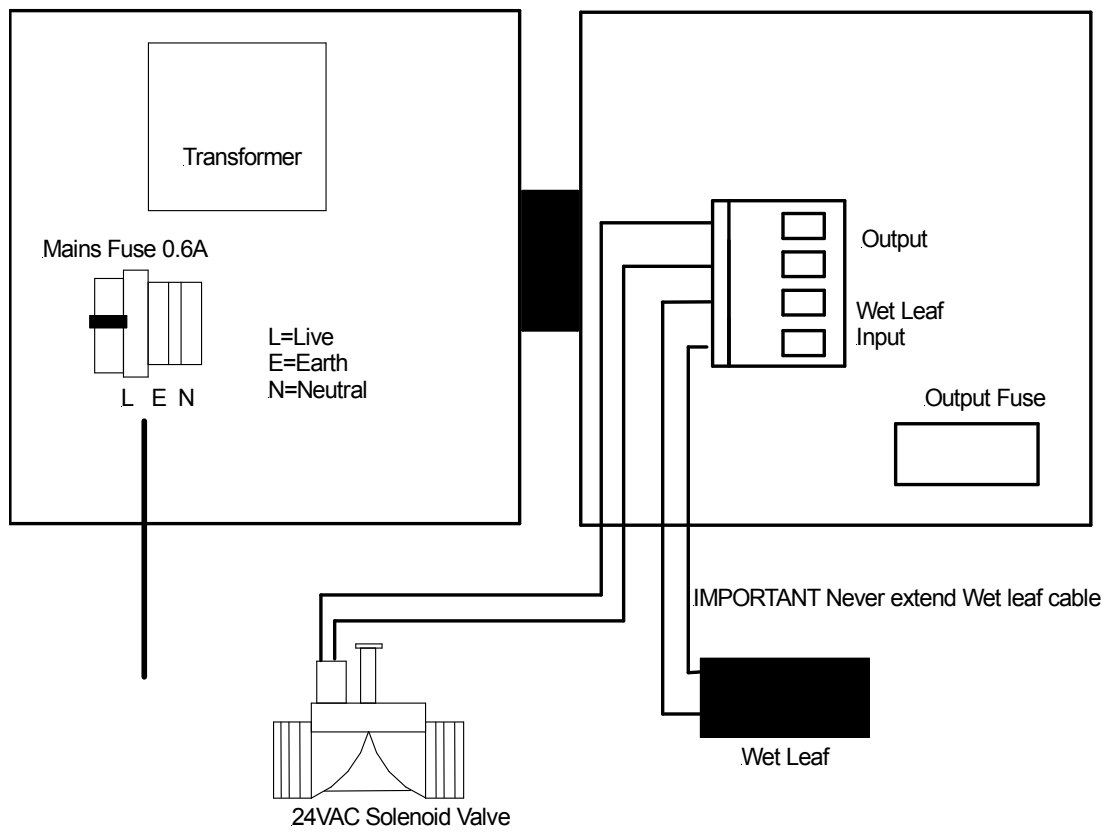 Transformer
Mains Fuse 0.6A
L=Live
E=Earth
N=Neutral
L E N
Output
Wet Leaf
Input
Output Fuse
IMPORTANT Never extend Wet leaf cable
Wet Leaf
24VAC Solenoid Valve